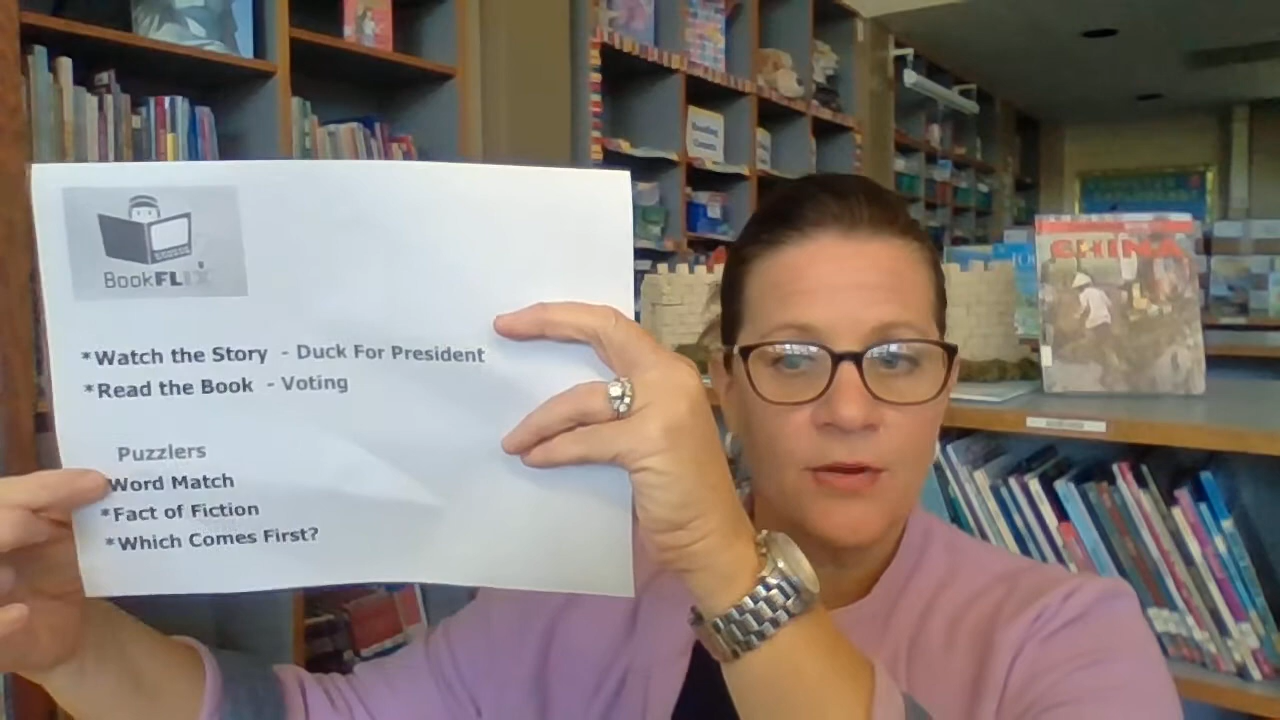 BookFLIX
*Watch the Story - Duck For President
*Read the Book - Voting
Puzzlers
Word Match
*Fact of Fiction
*Which Comes First?
CHINA